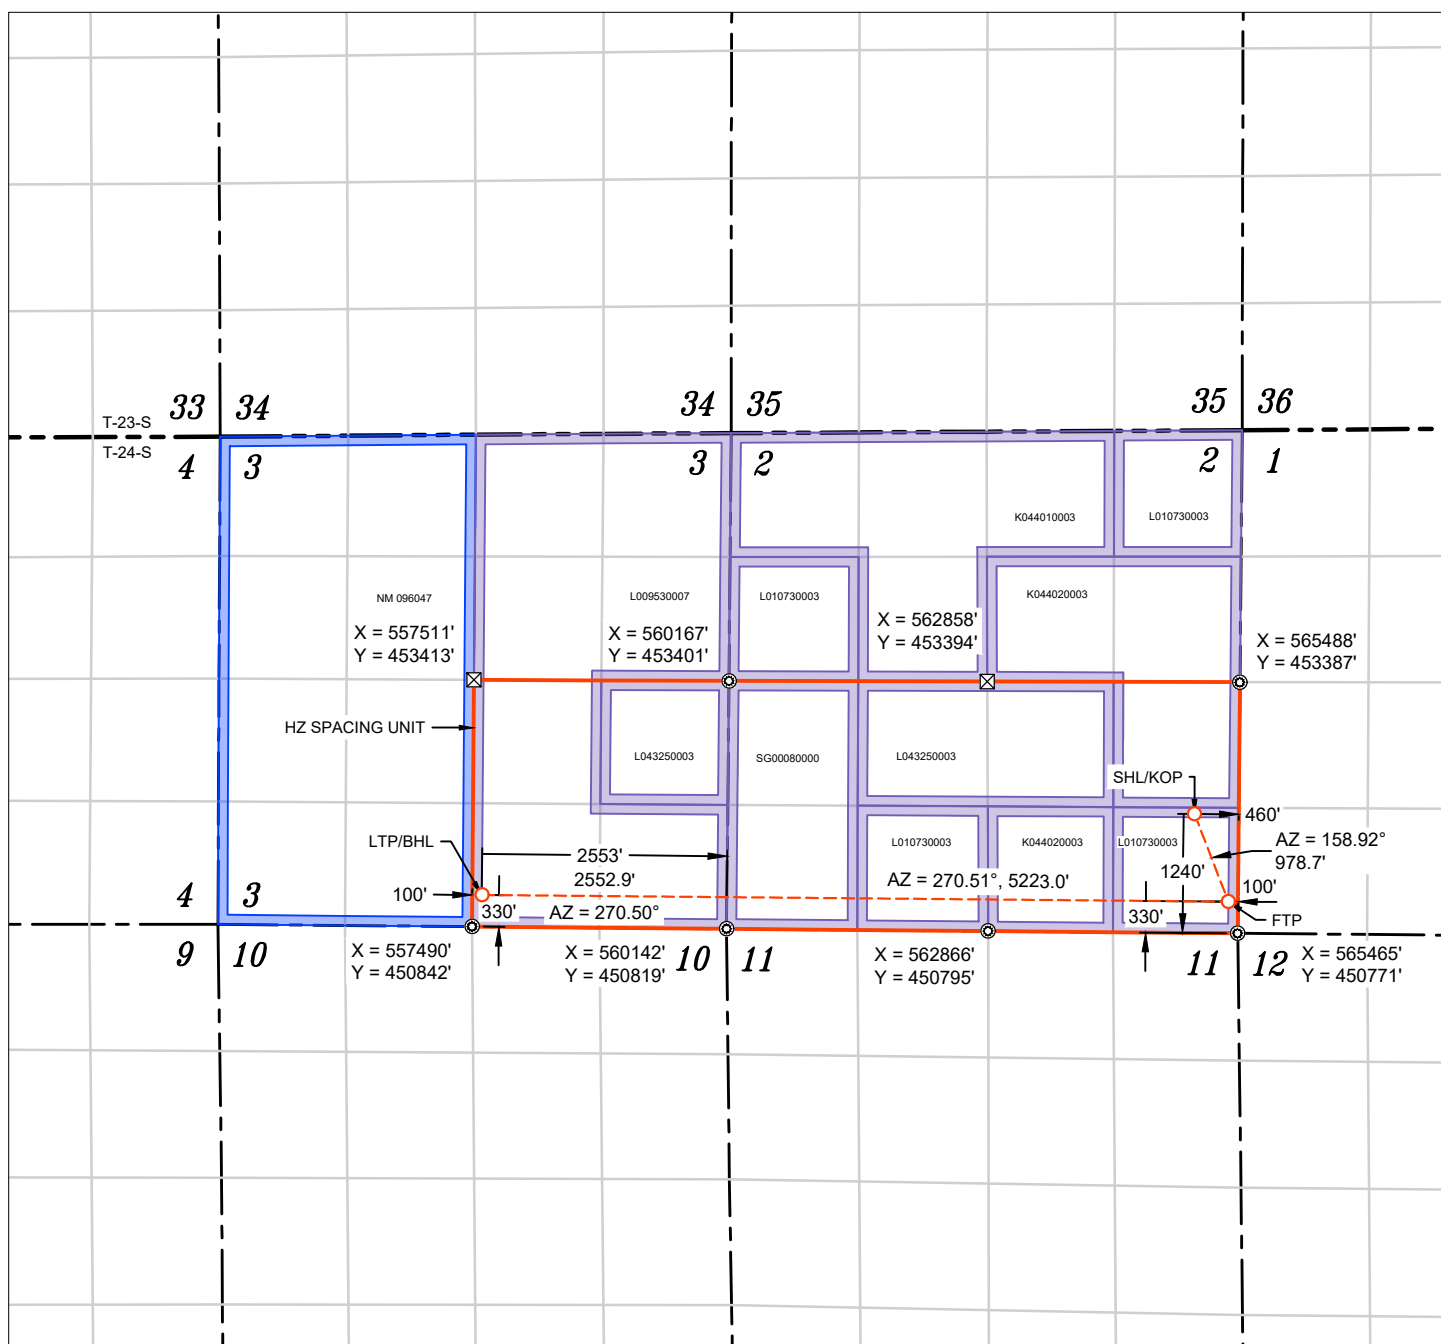 33 34
34 35
35 36
T-23-S
T-24-S
4 3
3 2
2 1
K044010003
L010730003
NM 096047
L009530007
L010730003
K044020003
X = 557511'
Y = 453413'
X = 560167'
Y = 453401'
X = 562858'
Y = 453394'
X = 565488'
Y = 453387'
HZ SPACING UNIT
L043250003
SG00080000
L043250003
SHL/KOP
460'
LTP/BHL
2553'
2552.9'
L010730003
K044020003
L010730003
AZ = 158.92°
978.7'
1240'
100'
330'
AZ = 270.50°
AZ = 270.51°, 5223.0'
330'
100'
FTP
4 3
9 10
10 11
11 12
X = 557490'
Y = 450842'
X = 560142'
Y = 450819'
X = 562866'
Y = 450795'
X = 565465'
Y = 450771'